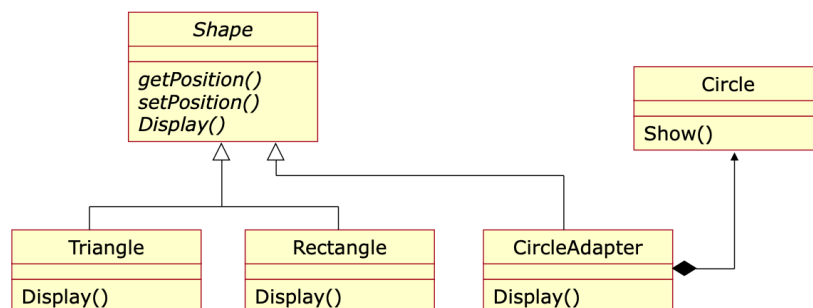 Shape
getPosition()
setPosition()
Display()
Circle
Show()
Triangle
Display()
Rectangle
Display()
CircleAdapter
Display()